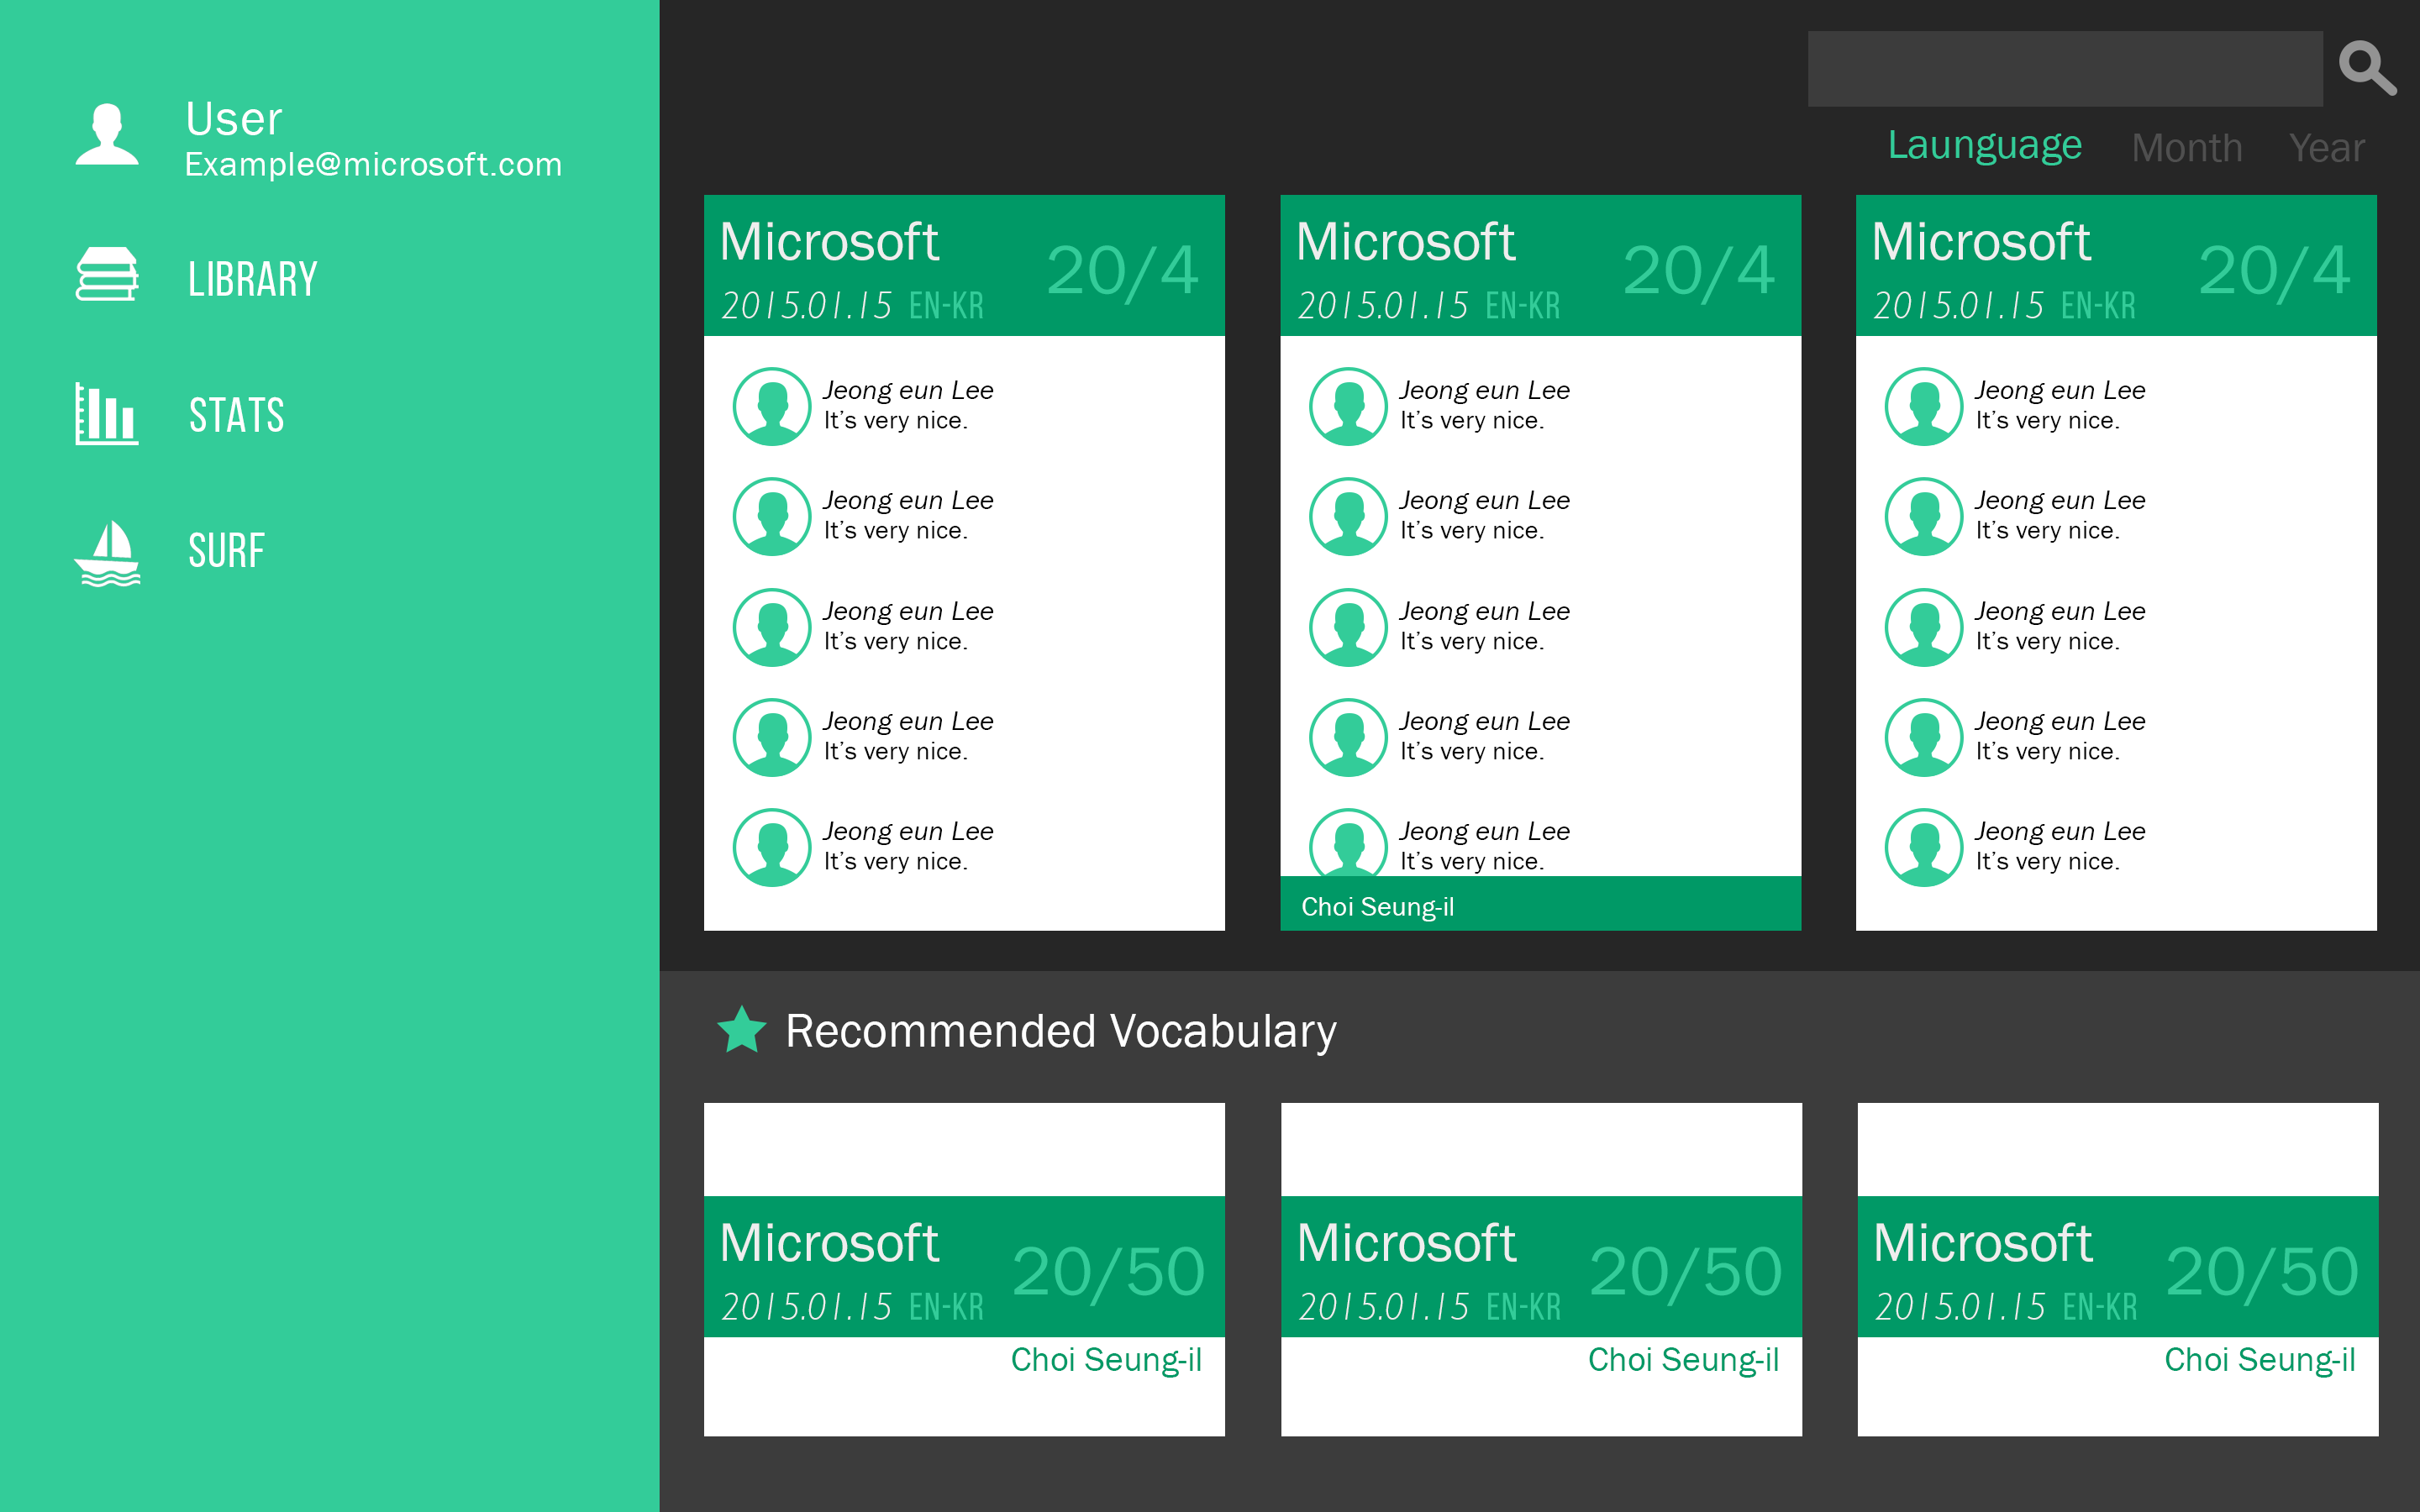 User
Example@microsoft.com
LIBRARY
STATS
SURF
Launguage Month Year
Microsoft
20/4
2015.01.15 EN-KR
Jeong eun Lee
It's very nice.
Jeong eun Lee
It's very nice.
Jeong eun Lee
It's very nice.
Jeong eun Lee
It's very nice.
Jeong eun Lee
It's very nice.
Microsoft
20/4
2015.01.15 EN-KR
Jeong eun Lee
It's very nice.
Jeong eun Lee
It's very nice.
Jeong eun Lee
It's very nice.
Jeong eun Lee
It's very nice.
Jeong eun Lee
It's very nice.
Choi Seung-il
Microsoft
20/4
2015.01.15 EN-KR
Jeong eun Lee
It's very nice.
Jeong eun Lee
It's very nice.
Jeong eun Lee
It's very nice.
Jeong eun Lee
It's very nice.
Jeong eun Lee
It's very nice.
Recommended Vocabulary
Microsoft
20/50
2015.01.15 EN-KR
Choi Seung-il
Microsoft
20/50
2015.01.15 EN-KR
Choi Seung-il
Microsoft
20/50
2015.01.15 EN-KR
Choi Seung-il